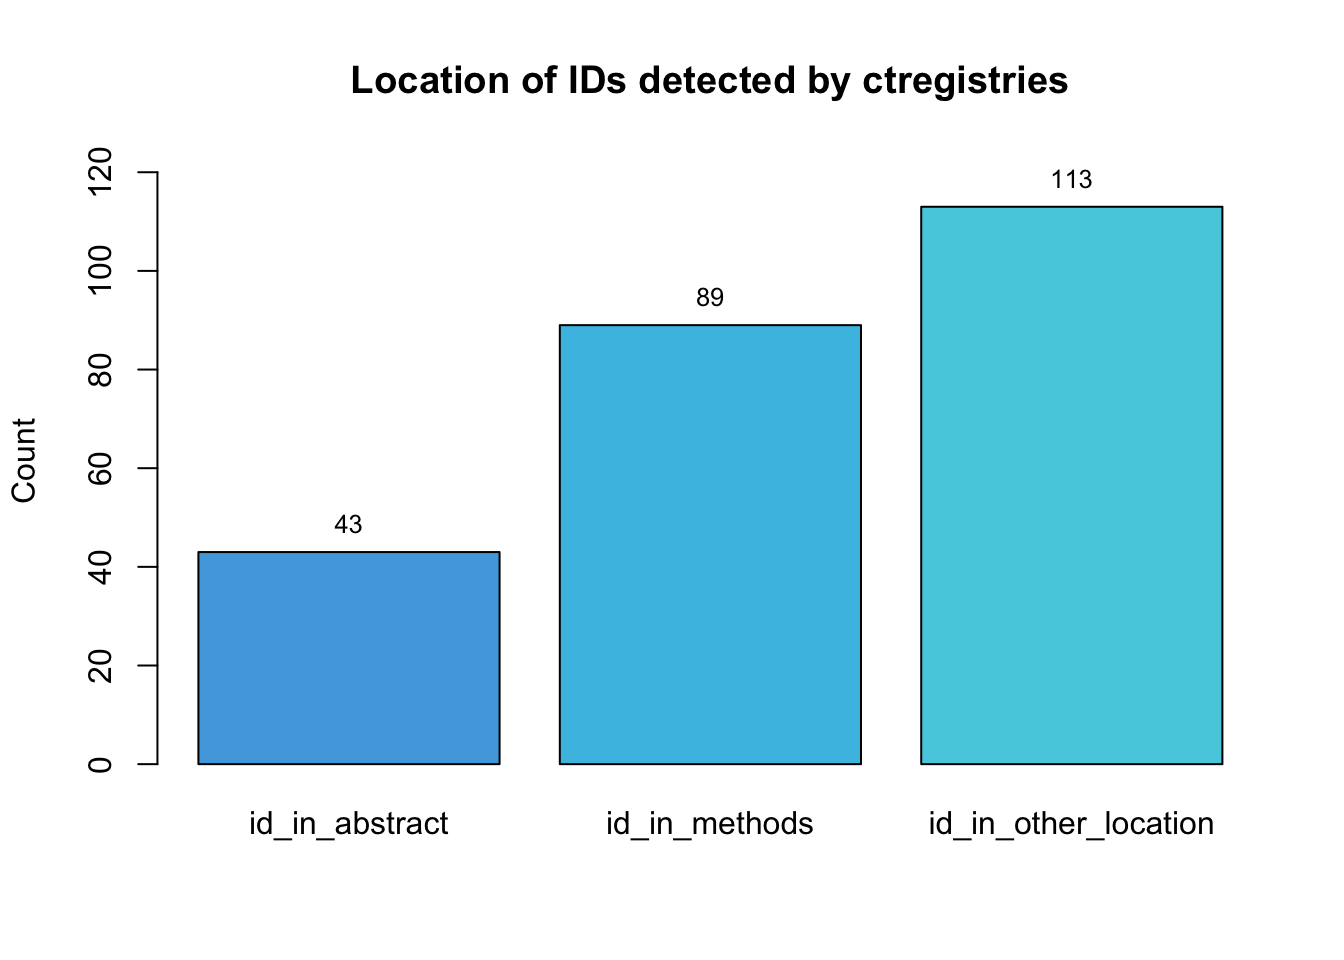 Location of IDs detected by ctregistries
Count
120
100
80
60
40
20
0
43
89
113
id_in_abstract
id_in_methods
id_in_other_location